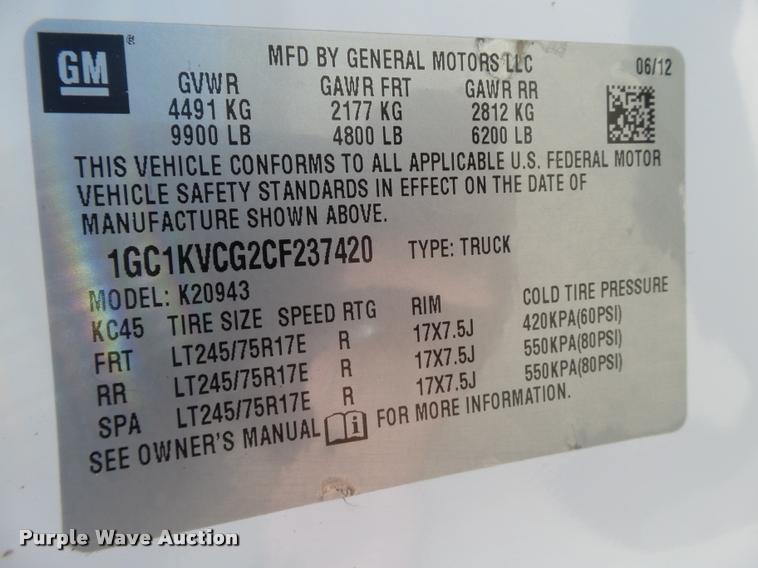 GM ®
MFD BY GENERAL MOTORS LLC 06/12
GVWR GAWR FRT GAWR RR
4491 KG 2177 KG 2812 KG
9900 LB 4800 LB 6200 LB
THIS VEHICLE CONFORMS TO ALL APPLICABLE U.S. FEDERAL MOTOR
VEHICLE SAFETY STANDARDS IN EFFECT ON THE DATE OF
MANUFACTURE SHOWN ABOVE.
1GC1KVCG2CF237420 TYPE: TRUCK
MODEL: K20943
KC45 TIRE SIZE SPEED RTG RIM COLD TIRE PRESSURE
FRT LT245/75R17E R 17X7.5J 420KPA(60PSI)
RR LT245/75R17E R 17X7.5J 550KPA(80PSI)
SPA LT245/75R17E R 17X7.5J 550KPA(80PSI)
SEE OWNER'S MANUAL i FOR MORE INFORMATION.
Purple Wave Auction